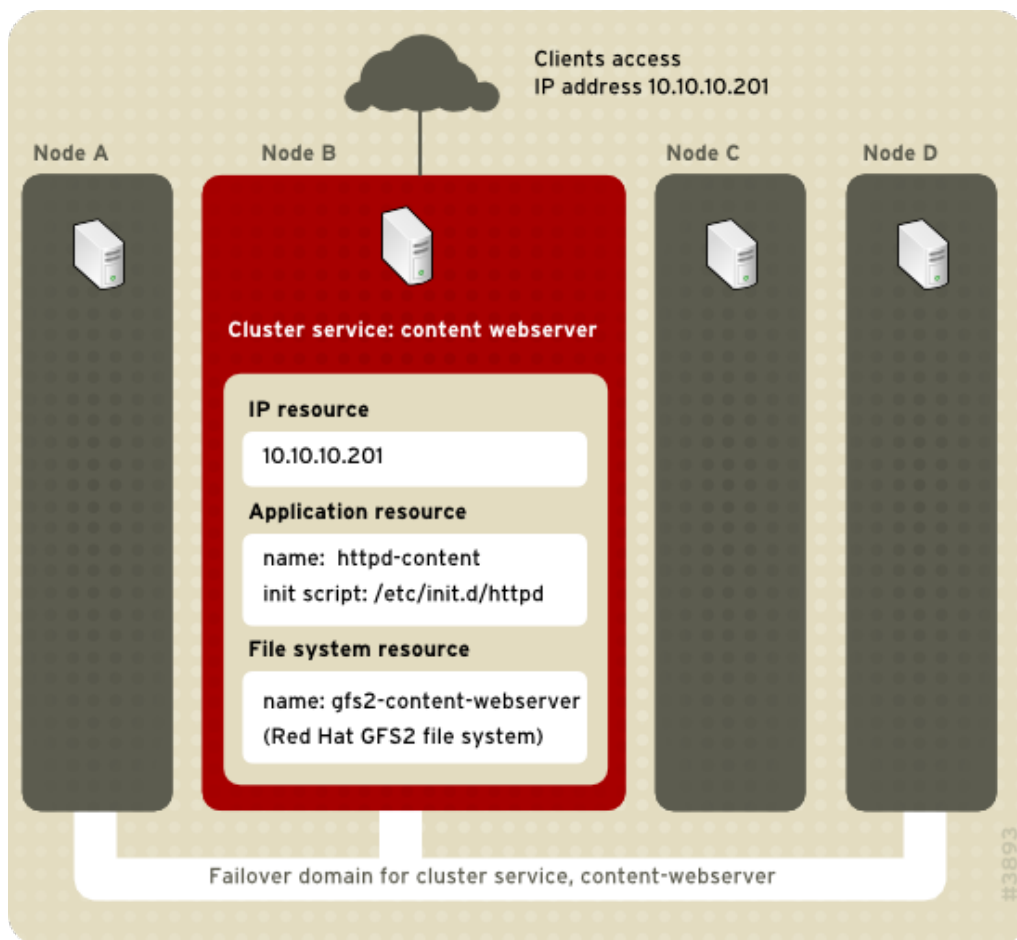 Clients access
IP address 10.10.10.201
Node A
Node B
Node C
Node D
Cluster service: content webserver
IP resource
10.10.10.201
Application resource
name:  httpd-content
init script: /etc/init.d/httpd
File system resource
name: gfs2-content-webserver
(Red Hat GFS2 file system)
Failover domain for cluster service, content-webserver
#3893